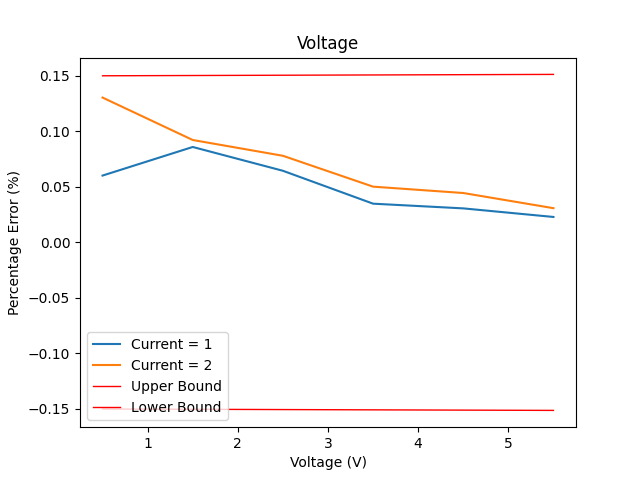 Voltage
Percentage Error (%)
0.15
0.10
0.05
0.00
−0.05
−0.10
−0.15
Current = 1
Current = 2
Upper Bound
Lower Bound
1 2 3 4 5
Voltage (V)